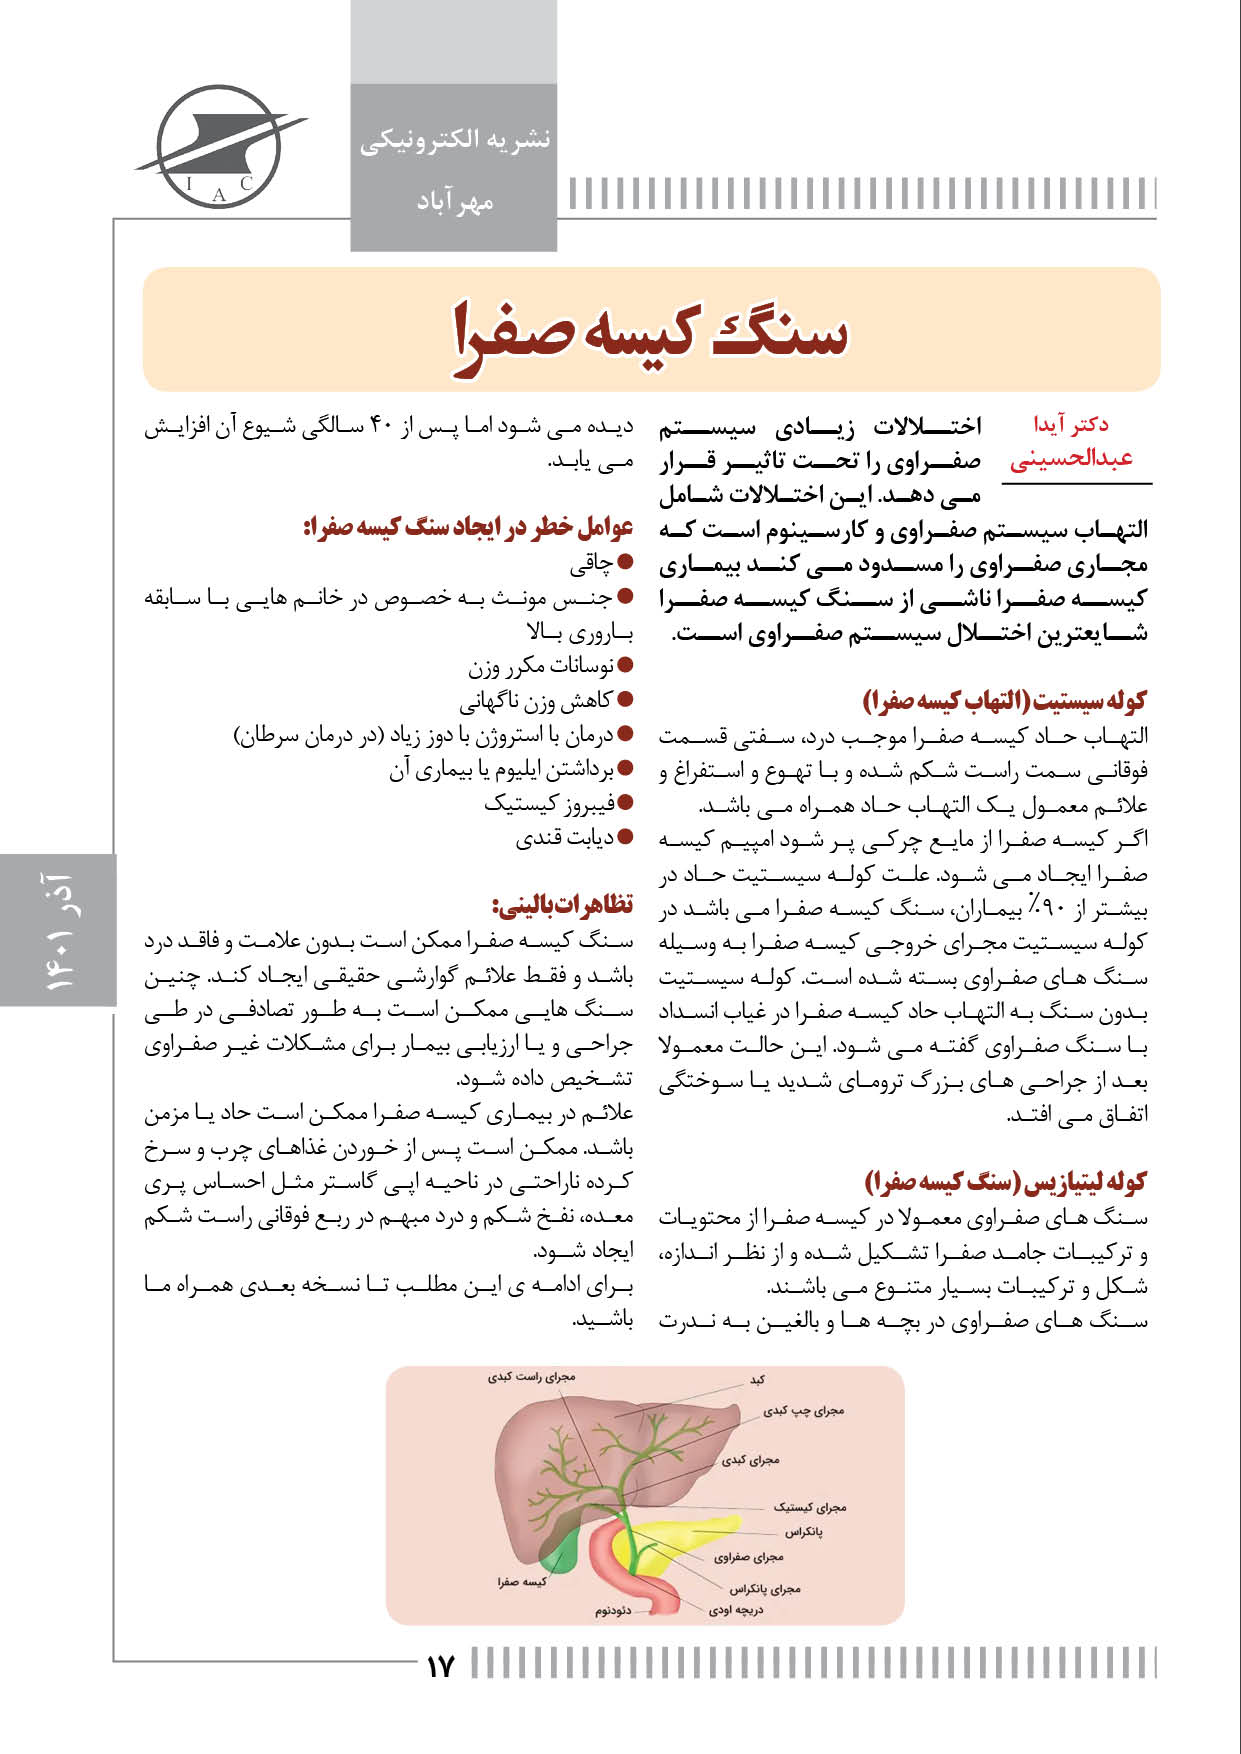 نشریه الکترونیکی
مهرآباد
I A C
سنگ کیسه صفرا
دکتر آیدا
عبدالحسینی
اختلالات زیادی سیستم
صفراوی را تحت تاثیر قرار
می دهد. این اختلالات شامل
التهاب سیستم صفراوی و کارسینوم است که
مجاری صفراوی را مسدود می کند بیماری
کیسه صفرا ناشی از سنگ کیسه صفرا
شایعترین اختلال سیستم صفراوی است.
کوله سیستیت (التهاب کیسه صفرا)
التهاب حاد کیسه صفرا موجب درد، سفتی قسمت
فوقانی سمت راست شکم شده و با تهوع و استفراغ و
علائم معمول یک التهاب حاد همراه می باشد.
اگر کیسه صفرا از مایع چرکی پر شود امپیم کیسه
صفرا ایجاد می شود. علت کوله سیستیت حاد در
بیشتر از ۹۰٪ بیماران، سنگ کیسه صفرا می باشد در
کوله سیستیت مجرای خروجی کیسه صفرا به وسیله
سنگ های صفراوی بسته شده است. کوله سیستیت
بدون سنگ به التهاب حاد کیسه صفرا در غیاب انسداد
با سنگ صفراوی گفته می شود. این حالت معمولا
بعد از جراحی های بزرگ ترومای شدید یا سوختگی
اتفاق می افتد.
کوله لیتیازیس (سنگ کیسه صفرا)
سنگ های صفراوی معمولا در کیسه صفرا از محتویات
و ترکیبات جامد صفرا تشکیل شده و از نظر اندازه،
شکل و ترکیبات بسیار متنوع می باشند.
سنگ های صفراوی در بچه ها و بالغین به ندرت
دیده می شود اما پس از ۴۰ سالگی شیوع آن افزایش
می یابد.
عوامل خطر در ایجاد سنگ کیسه صفرا:
●چاقی
●جنس مونث به خصوص در خانم هایی با سابقه
باروری بالا
●نوسانات مکرر وزن
●کاهش وزن ناگهانی
●درمان با استروژن با دوز زیاد (در درمان سرطان)
●برداشتن ایلیوم یا بیماری آن
●فیبروز کیستیک
●دیابت قندی
تظاهرات بالینی:
سنگ کیسه صفرا ممکن است بدون علامت و فاقد درد
باشد و فقط علائم گوارشی حقیقی ایجاد کند. چنین
سنگ هایی ممکن است به طور تصادفی در طی
جراحی و یا ارزیابی بیمار برای مشکلات غیر صفراوی
تشخیص داده شود.
علائم در بیماری کیسه صفرا ممکن است حاد یا مزمن
باشد. ممکن است پس از خوردن غذاهای چرب و سرخ
کرده ناراحتی در ناحیه اپی گاستر مثل احساس پری
معده، نفخ شکم و درد مبهم در ربع فوقانی راست شکم
ایجاد شود.
برای ادامه ی این مطلب تا نسخه بعدی همراه ما
باشید.
آذر ۱۴۰۱
مجرای راست کبدی
کبد
مجرای چپ کبدی
مجرای کبدی
مجرای کیستیک
پانکراس
مجرای صفراوی
کیسه صفرا
مجرای پانکراس
دریچه اودی
دئودنوم
۱۷